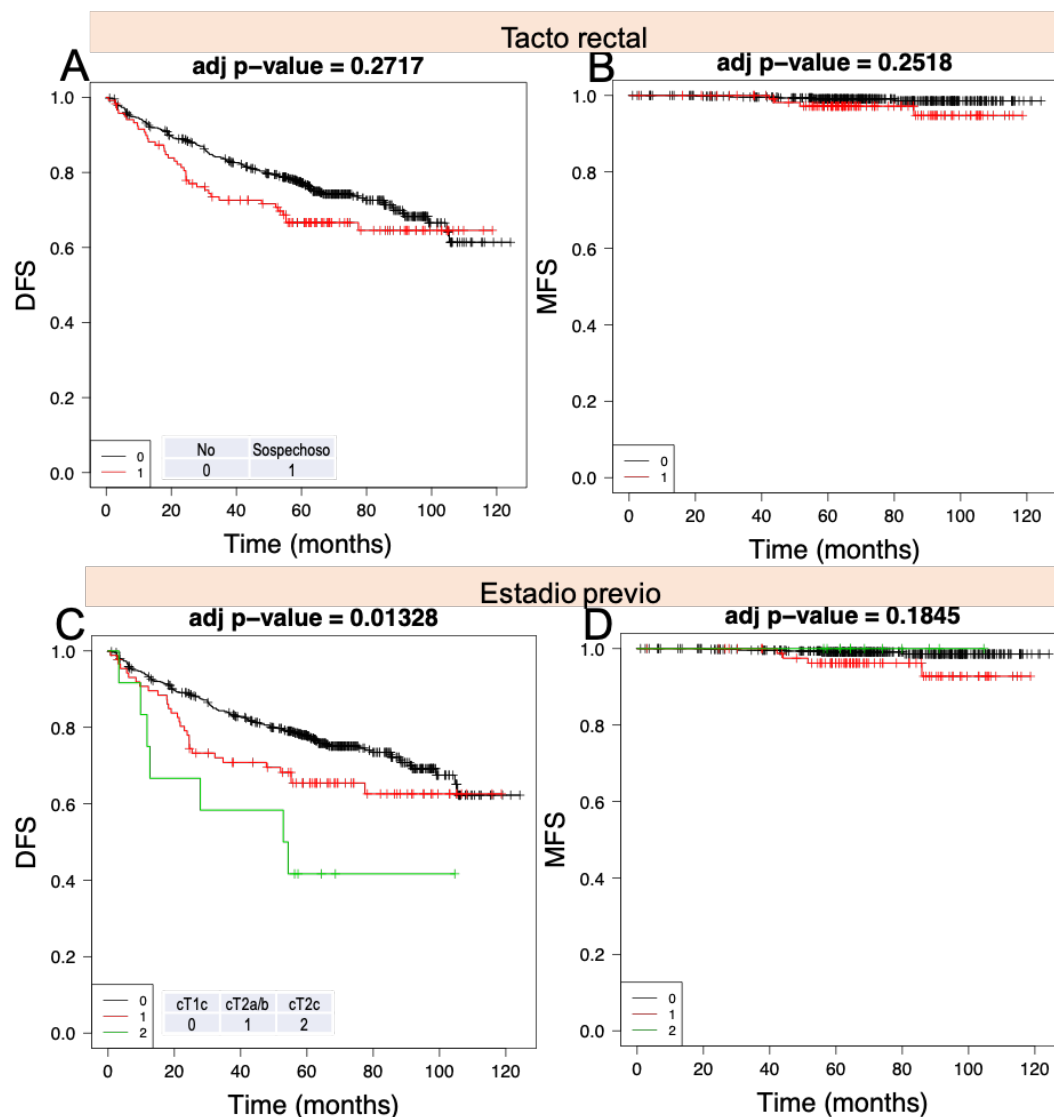 Tacto rectal
A
adj p-value = 0.2717
DFS
1.0
0.8
0.6
0.4
0.2
0.0
0
1
No Sospechoso
0 1
0 20 40 60 80 100 120
Time (months)
B
adj p-value = 0.2518
MFS
1.0
0.8
0.6
0.4
0.2
0.0
0
1
0 20 40 60 80 100 120
Time (months)
Estadio previo
C
adj p-value = 0.01328
DFS
1.0
0.8
0.6
0.4
0.2
0.0
0
1
2
cT1c cT2a/b cT2c
0 1 2
0 20 40 60 80 100 120
Time (months)
D
adj p-value = 0.1845
MFS
1.0
0.8
0.6
0.4
0.2
0.0
0
1
2
0 20 40 60 80 100 120
Time (months)